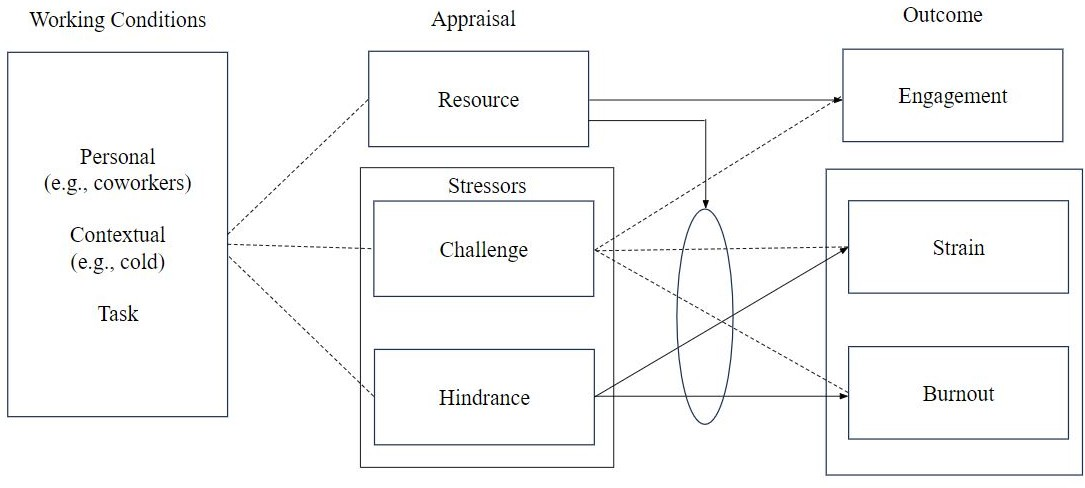 Working Conditions
Appraisal
Outcome
Personal
(e.g., coworkers)
Contextual
(e.g., cold)
Task
Resource
Stressors
Challenge
Hindrance
Engagement
Strain
Burnout